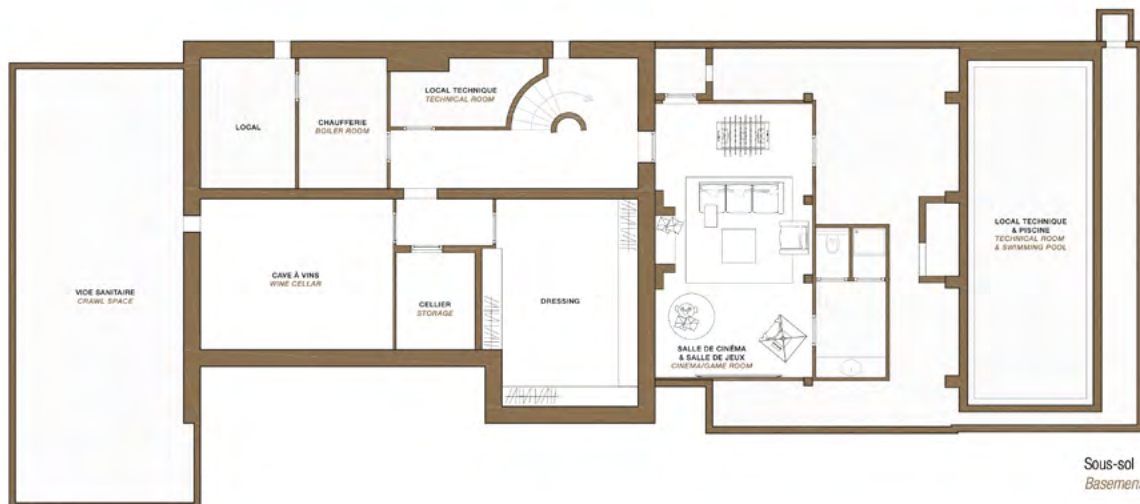 LOCAL
CHAUFFERIE
BOILER ROOM
LOCAL TECHNIQUE
TECHNICAL ROOM
VIDE SANITAIRE
CRAWL SPACE
CAVE À VINS
WINE CELLAR
CELLIER
STORAGE
DRESSING
SALLE DE CINÉMA
& SALLE DE JEUX
CINEMA/GAME ROOM
LOCAL TECHNIQUE
& PISCINE
TECHNICAL ROOM
& SWIMMING POOL
Sous-sol
Basement